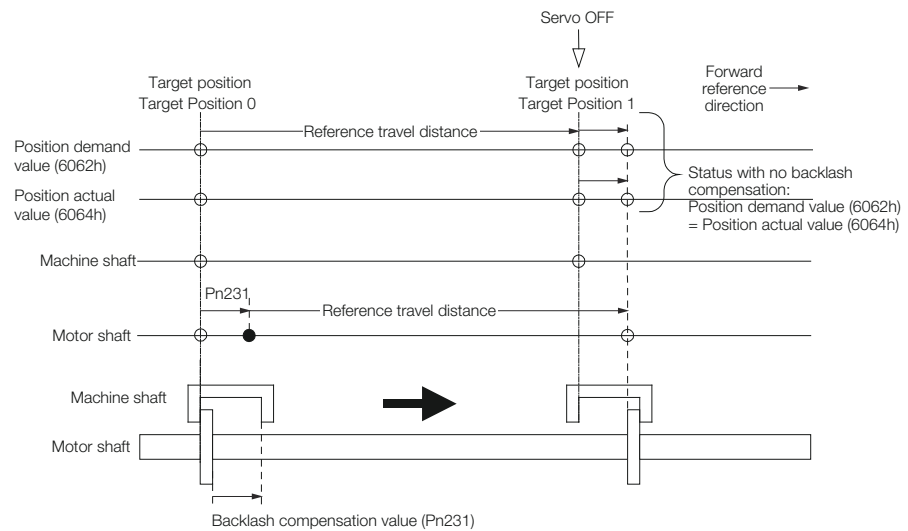 Servo OFF
Target position
Target Position 0
Target position
Target Position 1
Forward
reference
direction
Reference travel distance
Position demand
value (6062h)
Position actual
value (6064h)
Status with no backlash
compensation:
Position demand value (6062h)
= Position actual value (6064h)
Machine shaft
Pn231
Reference travel distance
Motor shaft
Machine shaft
Motor shaft
Backlash compensation value (Pn231)